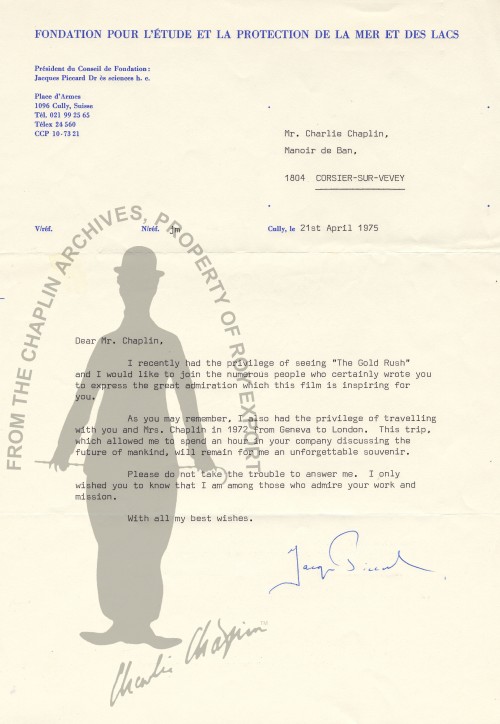 FONDATION POUR L'ÉTUDE ET LA PROTECTION DE LA MER ET DES LACS
Président du Conseil de Fondation:
Jacques Piccard Dr ès sciences h. c.
Place d'Armes
1096 Cully, Suisse
Tél. 021 99 25 65
Télex 24 560
CCP 10-73 21
Mr. Charlie Chaplin,
Manoir de Ban,
1804 CORSIER-SUR-VEVEY
V/réf. N/réf. jm Cully, le 21st April 1975
Dear Mr. Chaplin,
I recently had the privilege of seeing "The Gold Rush"
and I would like to join the numerous people who certainly wrote you
to express the great admiration which this film is inspiring for
you.
As you may remember, I also had the privilege of travelling
with you and Mrs. Chaplin in 1972 from Geneva to London. This trip,
which allowed me to spend an hour in your company discussing the
future of mankind, will remain for me an unforgettable souvenir.
Please do not take the trouble to answer me. I only
wished you to know that I am among those who admire your work and
mission.
With all my best wishes.
Jacques Piccard
FROM THE CHAPLIN ARCHIVES, PROPERTY OF ROY EXPORT
Charlie Chaplin TM